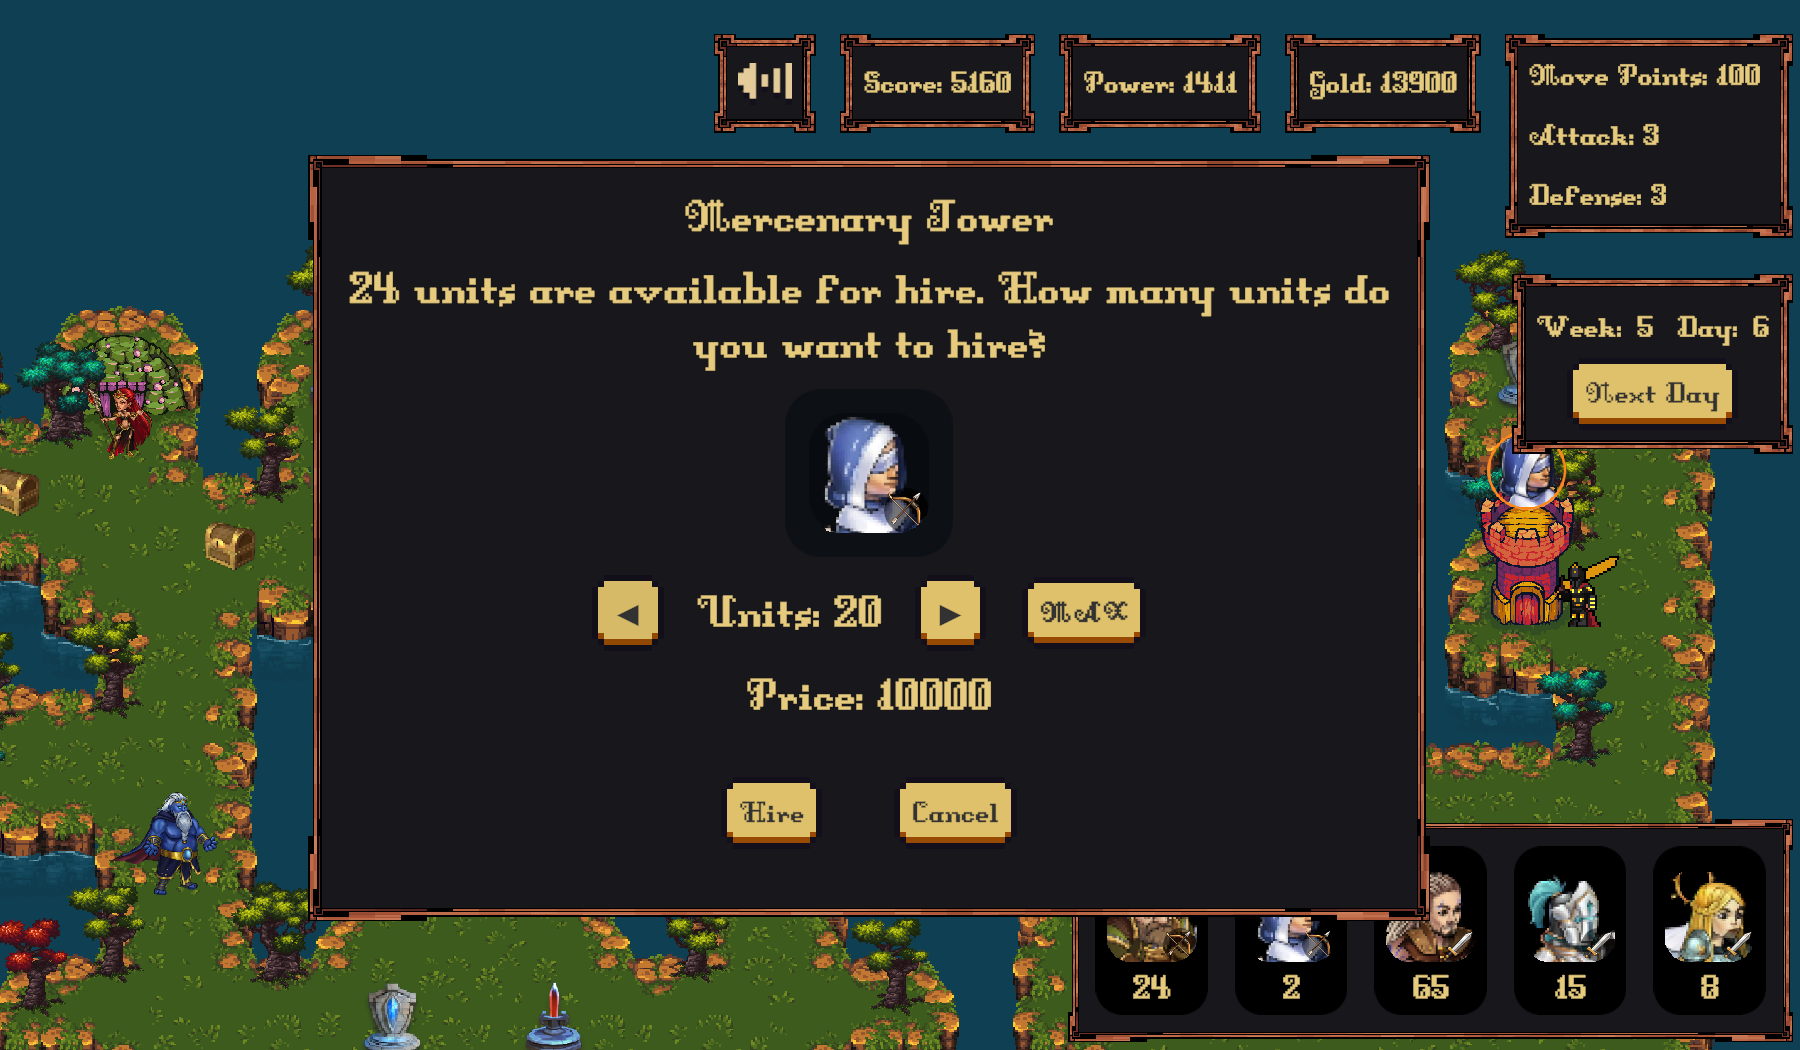 Score: 5160
Power: 1411
Gold: 13900
Move Points: 100
Attack: 3
Defense: 3
Mercenary Tower
24 units are available for hire. How many units do
you want to hire?
Week: 5 Day: 6
Next Day
Units: 20
MAX
Price: 10000
Hire
Cancel
24
2
65
15
8